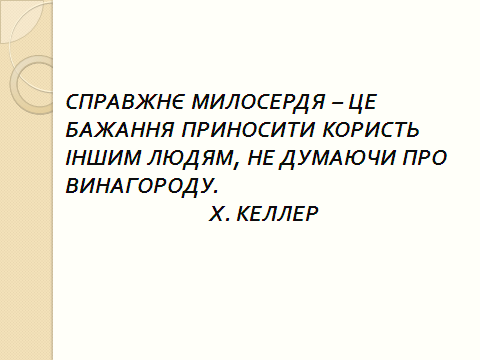 СПРАВЖНЄ МИЛОСЕРДЯ – ЦЕ
БАЖАННЯ ПРИНОСИТИ КОРИСТЬ
ІНШИМ ЛЮДЯМ, НЕ ДУМАЮЧИ ПРО
ВИНАГОРОДУ.
Х. КЕЛЛЕР